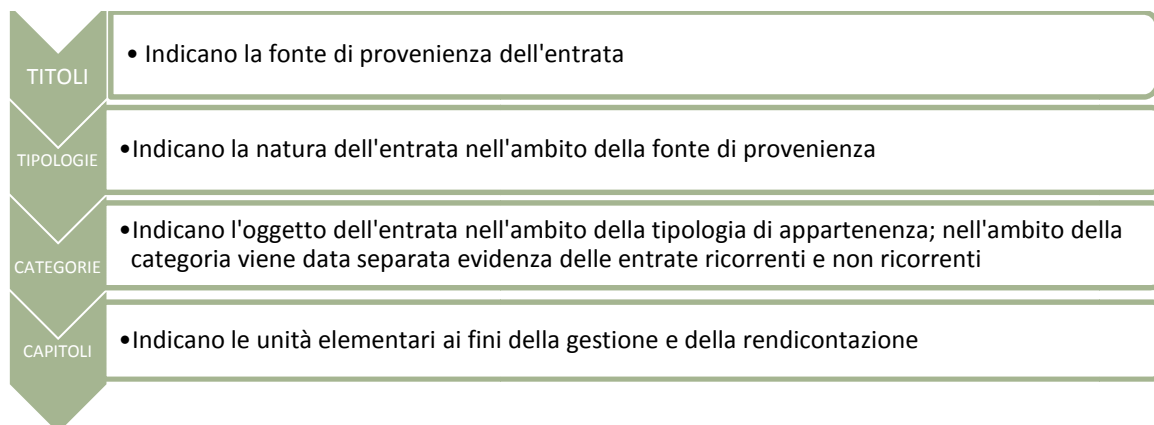 TITOLI
• Indicano la fonte di provenienza dell'entrata
TIPOLOGIE
•Indicano la natura dell'entrata nell'ambito della fonte di provenienza
CATEGORIE
•Indicano l'oggetto dell'entrata nell'ambito della tipologia di appartenenza; nell'ambito della
categoria viene data separata evidenza delle entrate ricorrenti e non ricorrenti
CAPITOLI
•Indicano le unità elementari ai fini della gestione e della rendicontazione